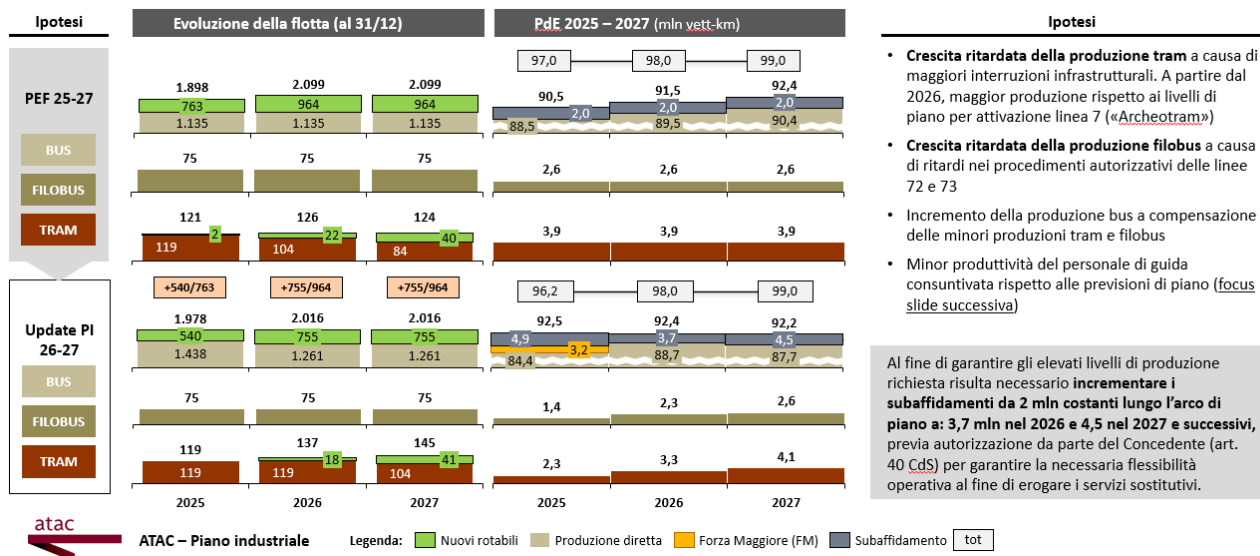 Ipotesi
Evoluzione della flotta (al 31/12)
PdE 2025 – 2027 (mln vett-km)
Ipotesi
PEF 25-27
BUS
FILOBUS
TRAM
97,0 98,0 99,0
1.898 2.099 2.099 90,5 91,5 92,4
763 964 964 2,0 2,0 2,0
1.135 1.135 1.135 88,5 89,5 90,4
75 75 75 2,6 2,6 2,6
121 126 124 3,9 3,9 3,9
2 22 40
119 104 84
Update PI
26-27
BUS
FILOBUS
TRAM
+540/763 +755/964 +755/964 96,2 98,0 99,0
1.978 2.016 2.016 92,5 92,4 92,2
540 755 755 4,9 3,7 4,5
3,2
1.438 1.261 1.261 84,4 88,7 87,7
75 75 75 1,4 2,3 2,6
119 137 145 2,3 3,3 4,1
18 41
119 119 104
2025 2026 2027 2025 2026 2027
• Crescita ritardata della produzione tram a causa di
maggiori interruzioni infrastrutturali. A partire dal
2026, maggior produzione rispetto ai livelli di
piano per attivazione linea 7 («Archeotram»)
• Crescita ritardata della produzione filobus a causa
di ritardi nei procedimenti autorizzativi delle linee
72 e 73
• Incremento della produzione bus a compensazione
delle minori produzioni tram e filobus
• Minor produttività del personale di guida
consuntivata rispetto alle previsioni di piano (focus
slide successiva)
Al fine di garantire gli elevati livelli di produzione
richiesta risulta necessario incrementare i
subaffidamenti da 2 mln costanti lungo l’arco di
piano a: 3,7 mln nel 2026 e 4,5 nel 2027 e successivi,
previa autorizzazione da parte del Concedente (art.
40 CdS) per garantire la necessaria flessibilità
operativa al fine di erogare i servizi sostitutivi.
atac
ATAC – Piano industriale
Legenda: Nuovi rotabili Produzione diretta Forza Maggiore (FM) Subaffidamento tot